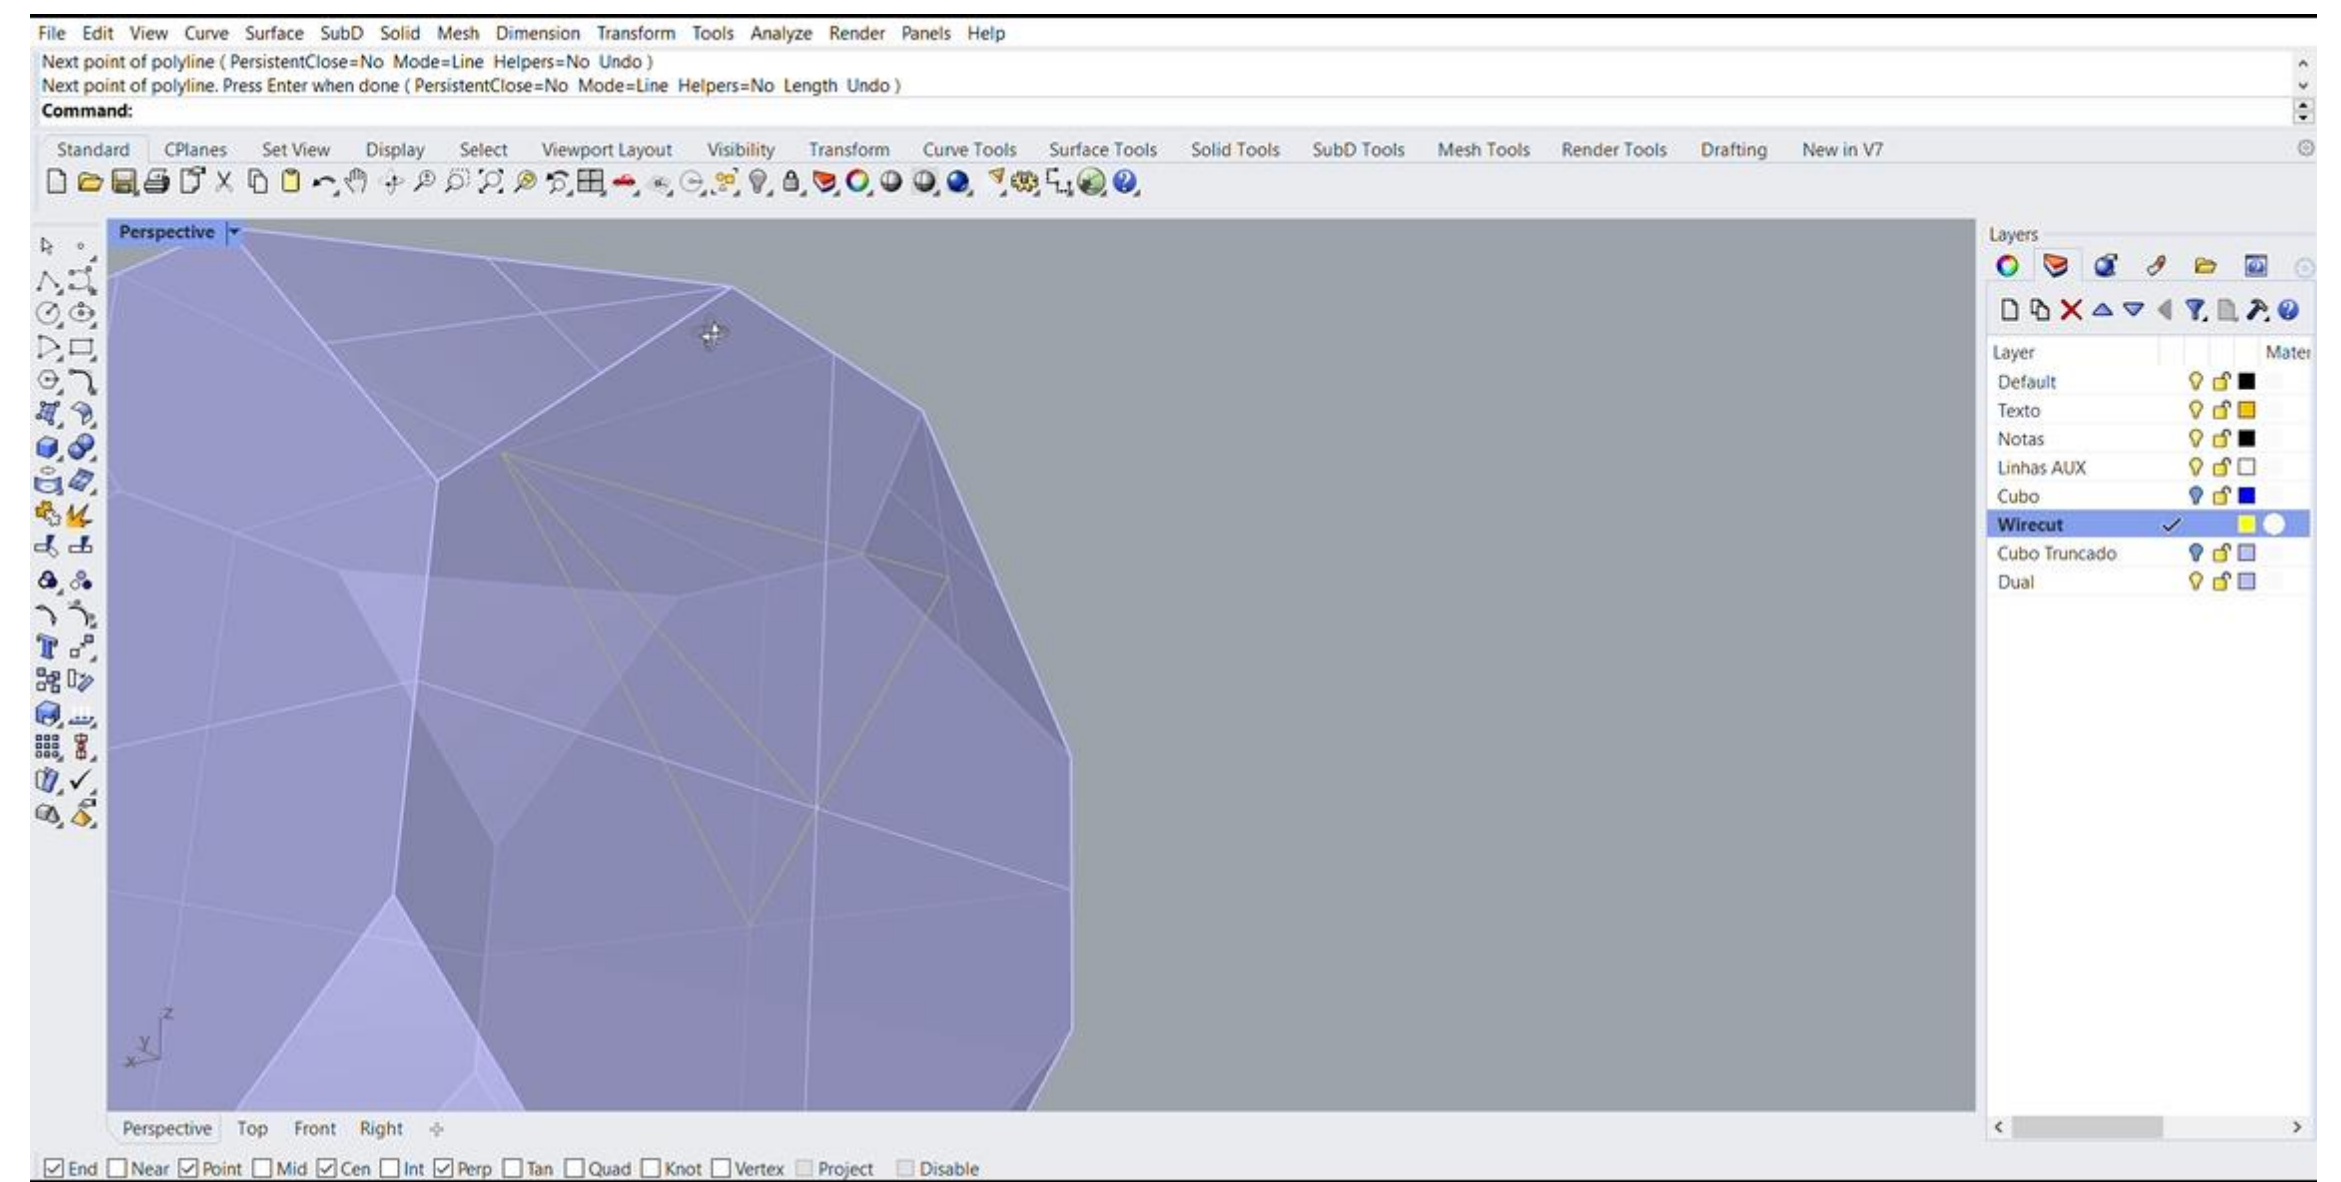 File Edit View Curve Surface SubD Solid Mesh Dimension Transform Tools Analyze Render Panels Help
Next point of polyline ( PersistentClose=No Mode=Line Helpers=No Undo )
Next point of polyline. Press Enter when done ( PersistentClose=No Mode=Line Helpers=No Length Undo )
Command:
Standard CPlanes Set View Display Select Viewport Layout Visibility Transform Curve Tools Surface Tools Solid Tools SubD Tools Mesh Tools Render Tools Drafting New in V7
Perspective
Layers
Layer Mater
Default
Texto
Notas
Linhas AUX
Cubo
Wirecut
Cubo Truncado
Dual
z
y
x
Perspective Top Front Right
End Near Point Mid Cen Int Perp Tan Quad Knot Vertex Project Disable